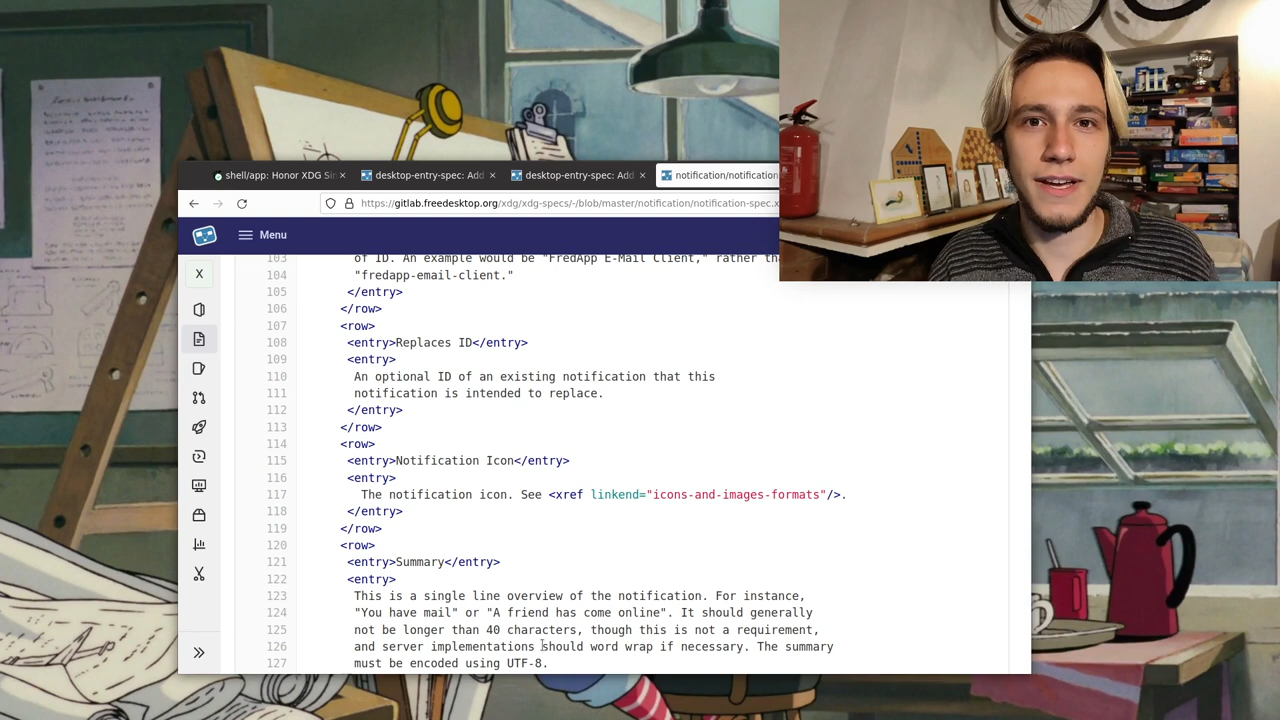 shell/app: Honor XDG Si
desktop-entry-spec: Add
desktop-entry-spec: Add
notification/notification
https://gitlab.freedesktop.org/xdg/xdg-specs/-/blob/master/notification/notification-spec.x
Menu
X
103 of ID. An example would be "FredApp E-Mail Client," rather tha
104 "fredapp-email-client."
105 </entry>
106 </row>
107 <row>
108 <entry>Replaces ID</entry>
109 <entry>
110 An optional ID of an existing notification that this
111 notification is intended to replace.
112 </entry>
113 </row>
114 <row>
115 <entry>Notification Icon</entry>
116 <entry>
117 The notification icon. See <xref linkend="icons-and-images-formats"/>.
118 </entry>
119 </row>
120 <row>
121 <entry>Summary</entry>
122 <entry>
123 This is a single line overview of the notification. For instance,
124 "You have mail" or "A friend has come online". It should generally
125 not be longer than 40 characters, though this is not a requirement,
126 and server implementations should word wrap if necessary. The summary
127 must be encoded using UTF-8.